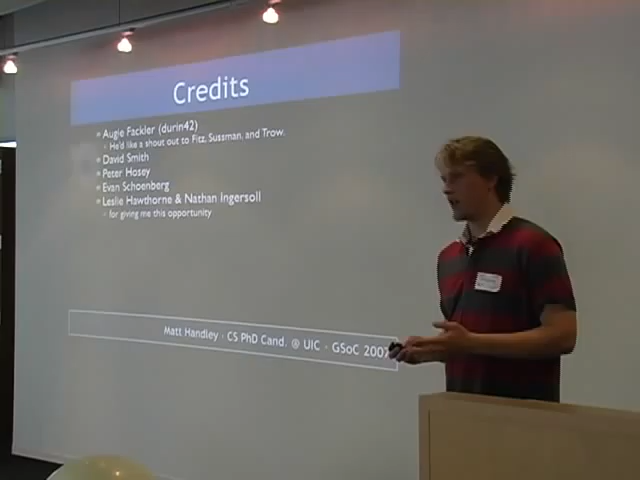 Credits
Augie Fackler (durin42)
He'd like a shout out to Fitz, Sussman, and Trow.
David Smith
Peter Hosey
Evan Schoenberg
Leslie Hawthorne & Nathan Ingersoll
for giving me this opportunity
Matt Handley - CS PhD Cand. @ UIC - GSoC 2007